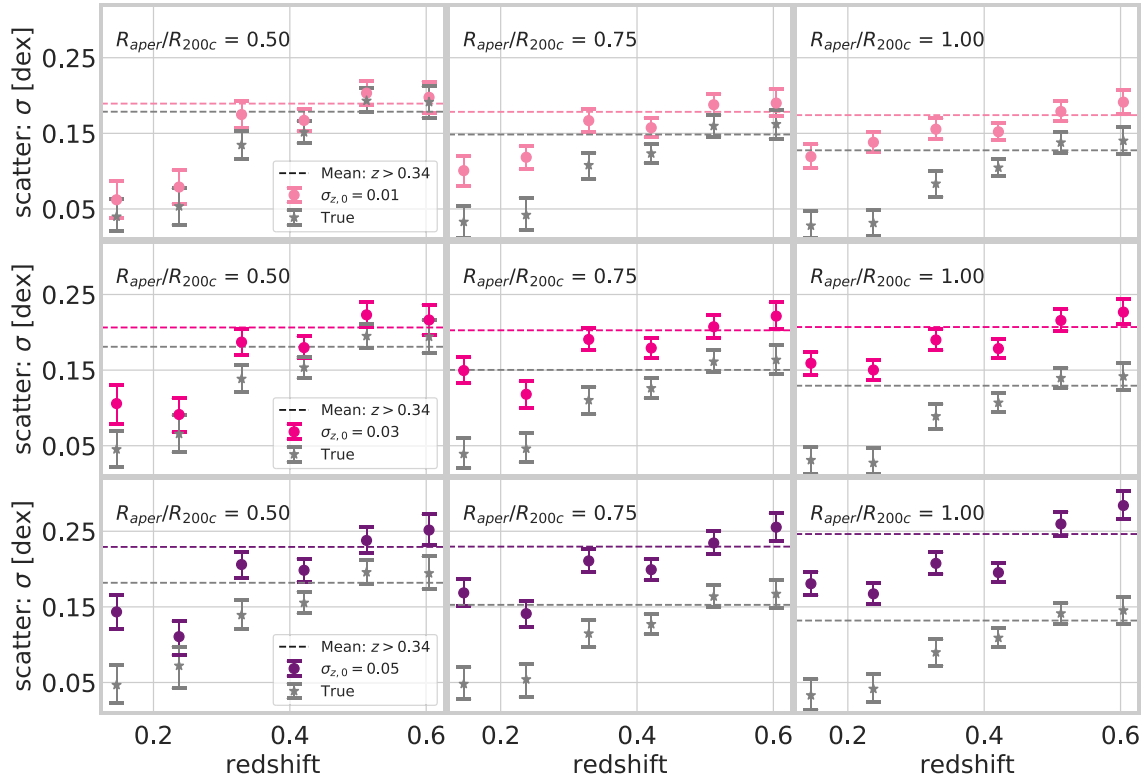 R_aper/R_200c = 0.50
R_aper/R_200c = 0.75
R_aper/R_200c = 1.00
scatter: σ [dex]
0.25
0.15
0.05
Mean: z > 0.34
σ_z,0 = 0.01
True
R_aper/R_200c = 0.50
R_aper/R_200c = 0.75
R_aper/R_200c = 1.00
scatter: σ [dex]
0.25
0.15
0.05
Mean: z > 0.34
σ_z,0 = 0.03
True
R_aper/R_200c = 0.50
R_aper/R_200c = 0.75
R_aper/R_200c = 1.00
scatter: σ [dex]
0.25
0.15
0.05
Mean: z > 0.34
σ_z,0 = 0.05
True
0.2 0.4 0.6
0.2 0.4 0.6
0.2 0.4 0.6
redshift
redshift
redshift